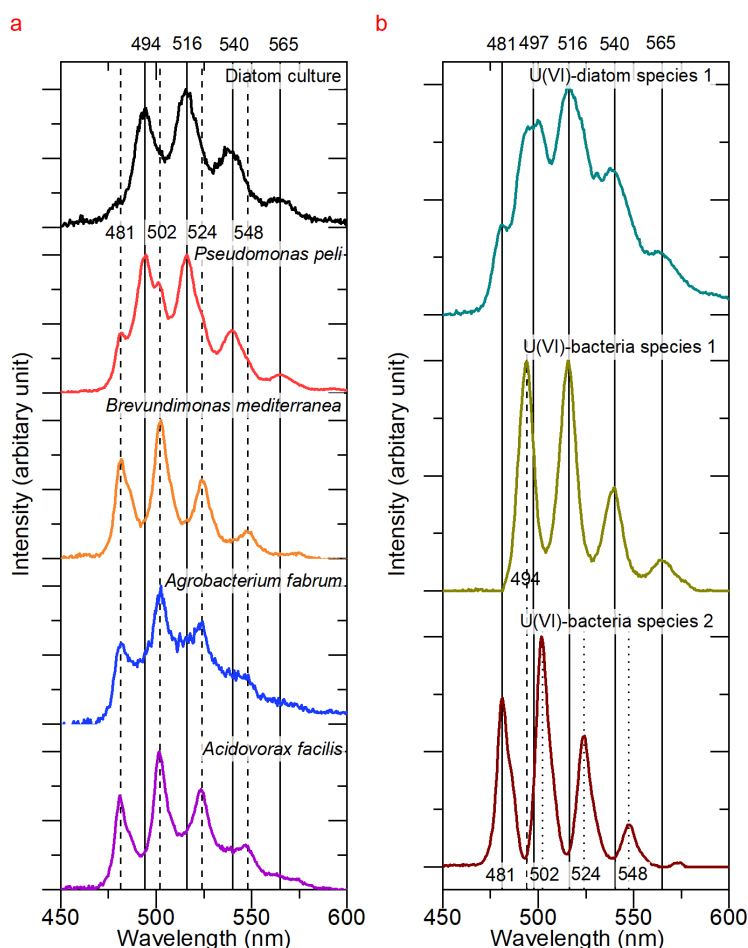 a
494 516 540 565
Diatom culture
481 502 524 548
Pseudomonas peli
Brevundimonas mediterranea
Agrobacterium fabrum
Acidovorax facilis
Intensity (arbitary unit)
450 500 550 600
Wavelength (nm)
b
481 497 516 540 565
U(VI)-diatom species 1
U(VI)-bacteria species 1
494
U(VI)-bacteria species 2
481 502 524 548
Intensity (arbitary unit)
450 500 550 600
Wavelength (nm)